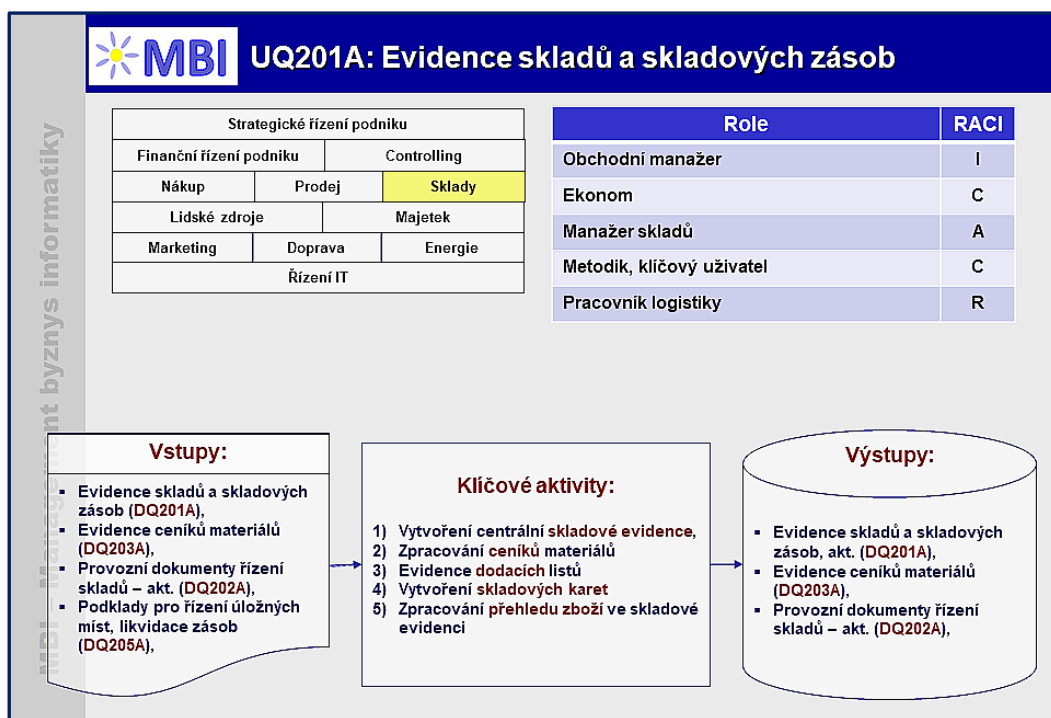 MBI
UQ201A: Evidence skladů a skladových zásob
MBI – Management byznys informatiky
Strategické řízení podniku
Finanční řízení podniku
Controlling
Nákup
Prodej
Sklady
Lidské zdroje
Majetek
Marketing
Doprava
Energie
Řízení IT
Role RACI
Obchodní manažer I
Ekonom C
Manažer skladů A
Metodik, klíčový uživatel C
Pracovník logistiky R
Vstupy:
▪ Evidence skladů a skladových
zásob (DQ201A),
▪ Evidence ceníků materiálů
(DQ203A),
▪ Provozní dokumenty řízení
skladů – akt. (DQ202A),
▪ Podklady pro řízení úložných
míst, likvidace zásob
(DQ205A),
Klíčové aktivity:
1) Vytvoření centrální skladové evidence,
2) Zpracování ceníků materiálů
3) Evidence dodacích listů
4) Vytvoření skladových karet
5) Zpracování přehledu zboží ve skladové
evidenci
Výstupy:
▪ Evidence skladů a skladových
zásob, akt. (DQ201A),
▪ Evidence ceníků materiálů
(DQ203A),
▪ Provozní dokumenty řízení
skladů – akt. (DQ202A),